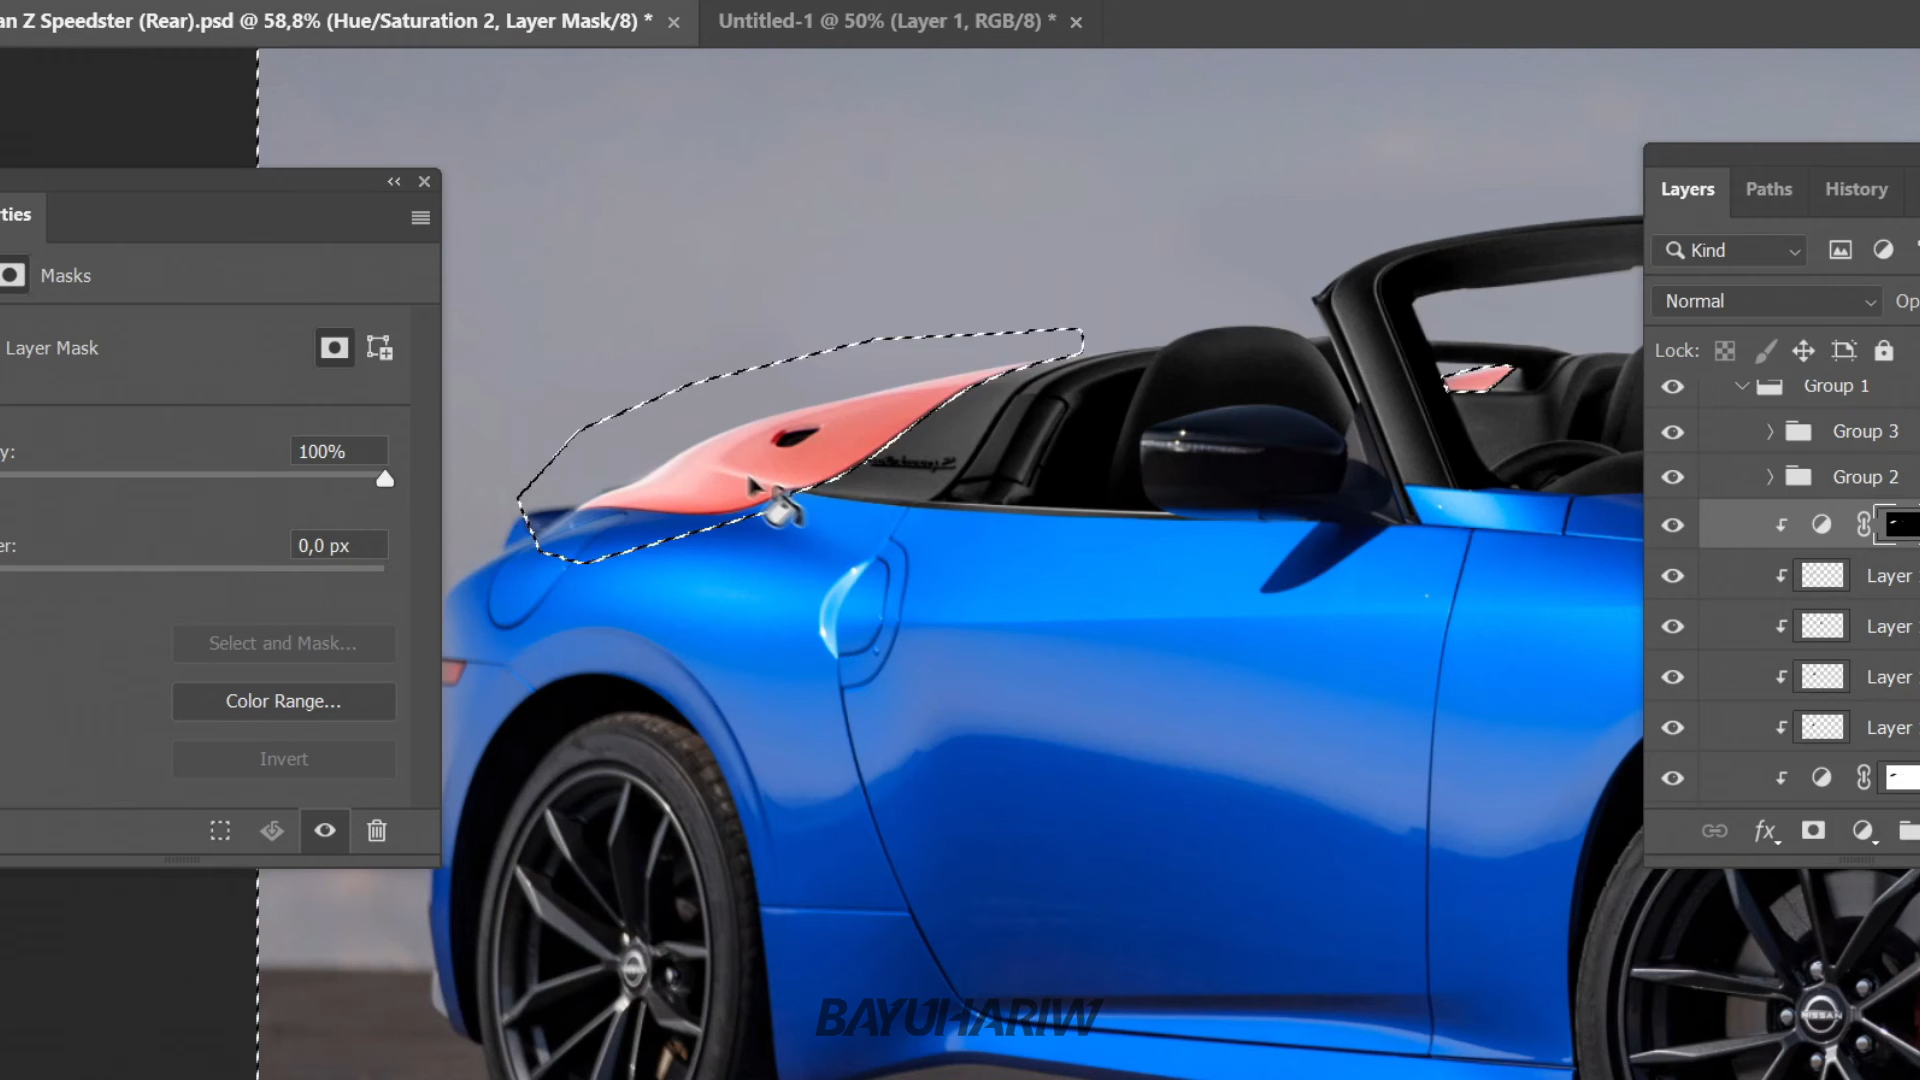 an Z Speedster (Rear).psd @ 58,8% (Hue/Saturation 2, Layer Mask/8) *
Untitled-1 @ 50% (Layer 1, RGB/8) *
ties
Masks
Layer Mask
y:
100%
er:
0,0 px
Select and Mask...
Color Range...
Invert
Layers
Paths
History
Kind
Normal
Op
Lock:
Group 1
Group 3
Group 2
Layer
Layer
Layer
Layer
fx
BAYUHARIW
NISSAN